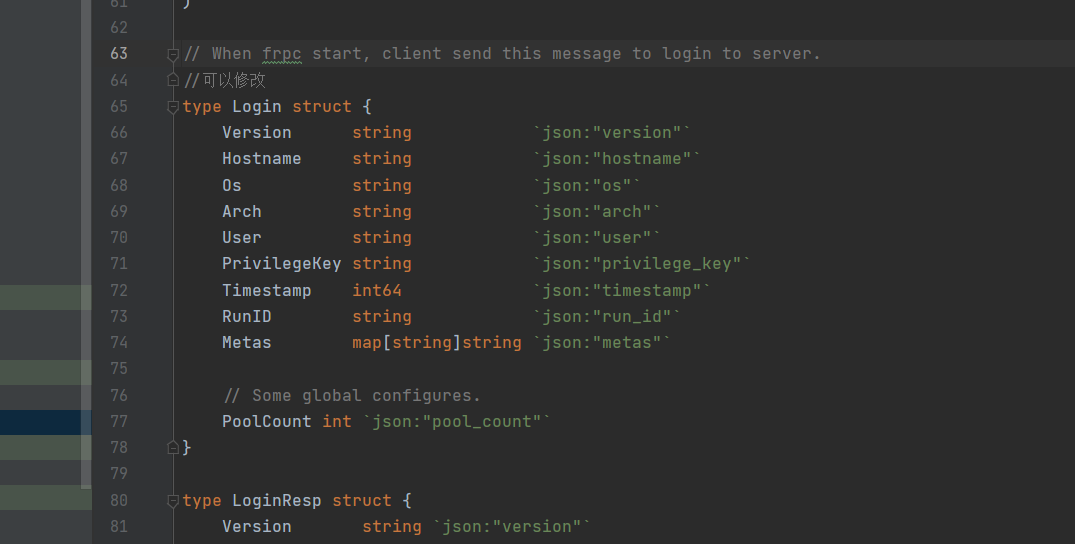 61 }
62
63 // When frpc start, client send this message to login to server.
64 //可以修改
65 type Login struct {
66 Version string `json:"version"`
67 Hostname string `json:"hostname"`
68 Os string `json:"os"`
69 Arch string `json:"arch"`
70 User string `json:"user"`
71 PrivilegeKey string `json:"privilege_key"`
72 Timestamp int64 `json:"timestamp"`
73 RunID string `json:"run_id"`
74 Metas map[string]string `json:"metas"`
75
76 // Some global configures.
77 PoolCount int `json:"pool_count"`
78 }
79
80 type LoginResp struct {
81 Version string `json:"version"`